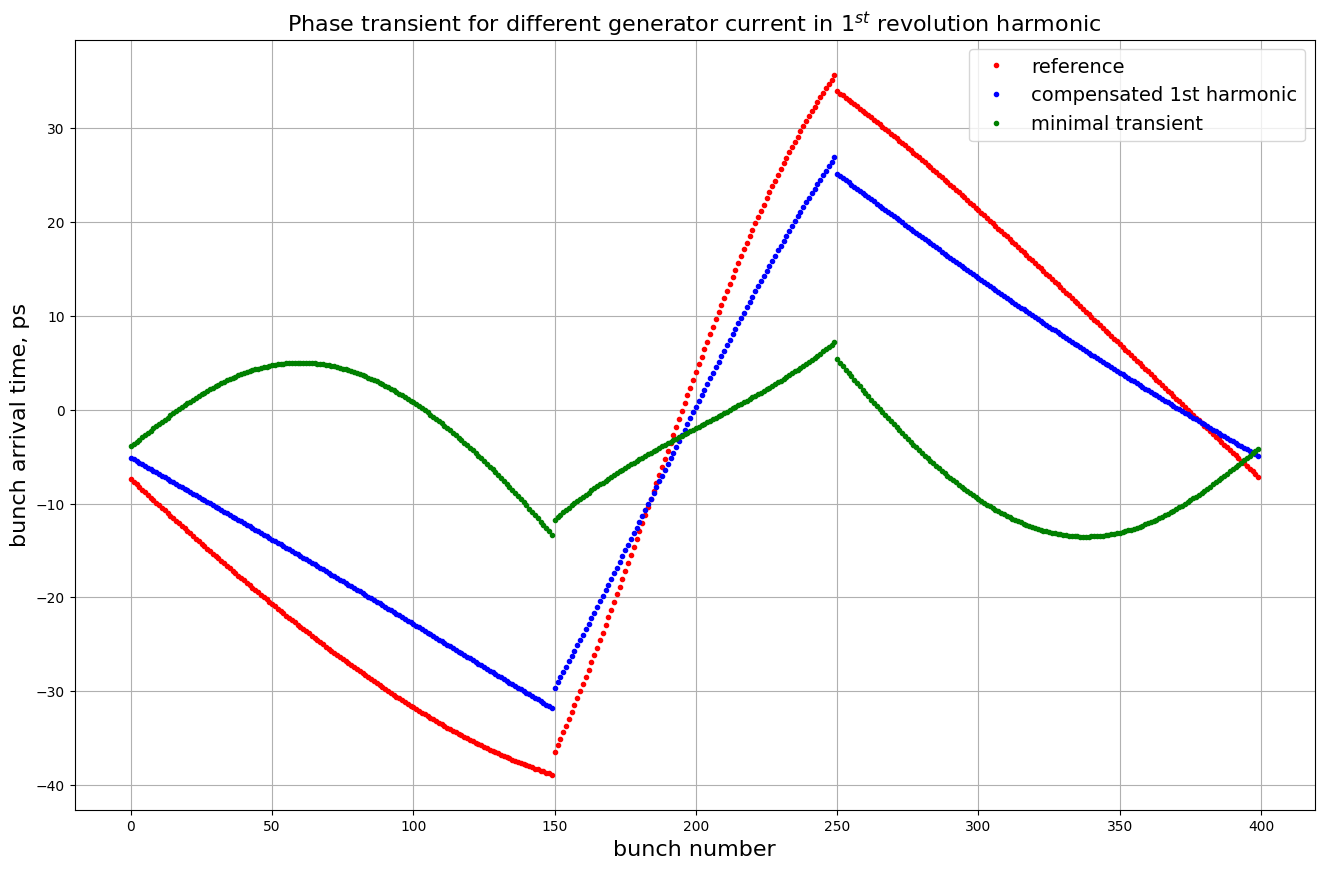 Phase transient for different generator current in 1st revolution harmonic
reference
compensated 1st harmonic
minimal transient
bunch arrival time, ps
30
20
10
0
−10
−20
−30
−40
0 50 100 150 200 250 300 350 400
bunch number